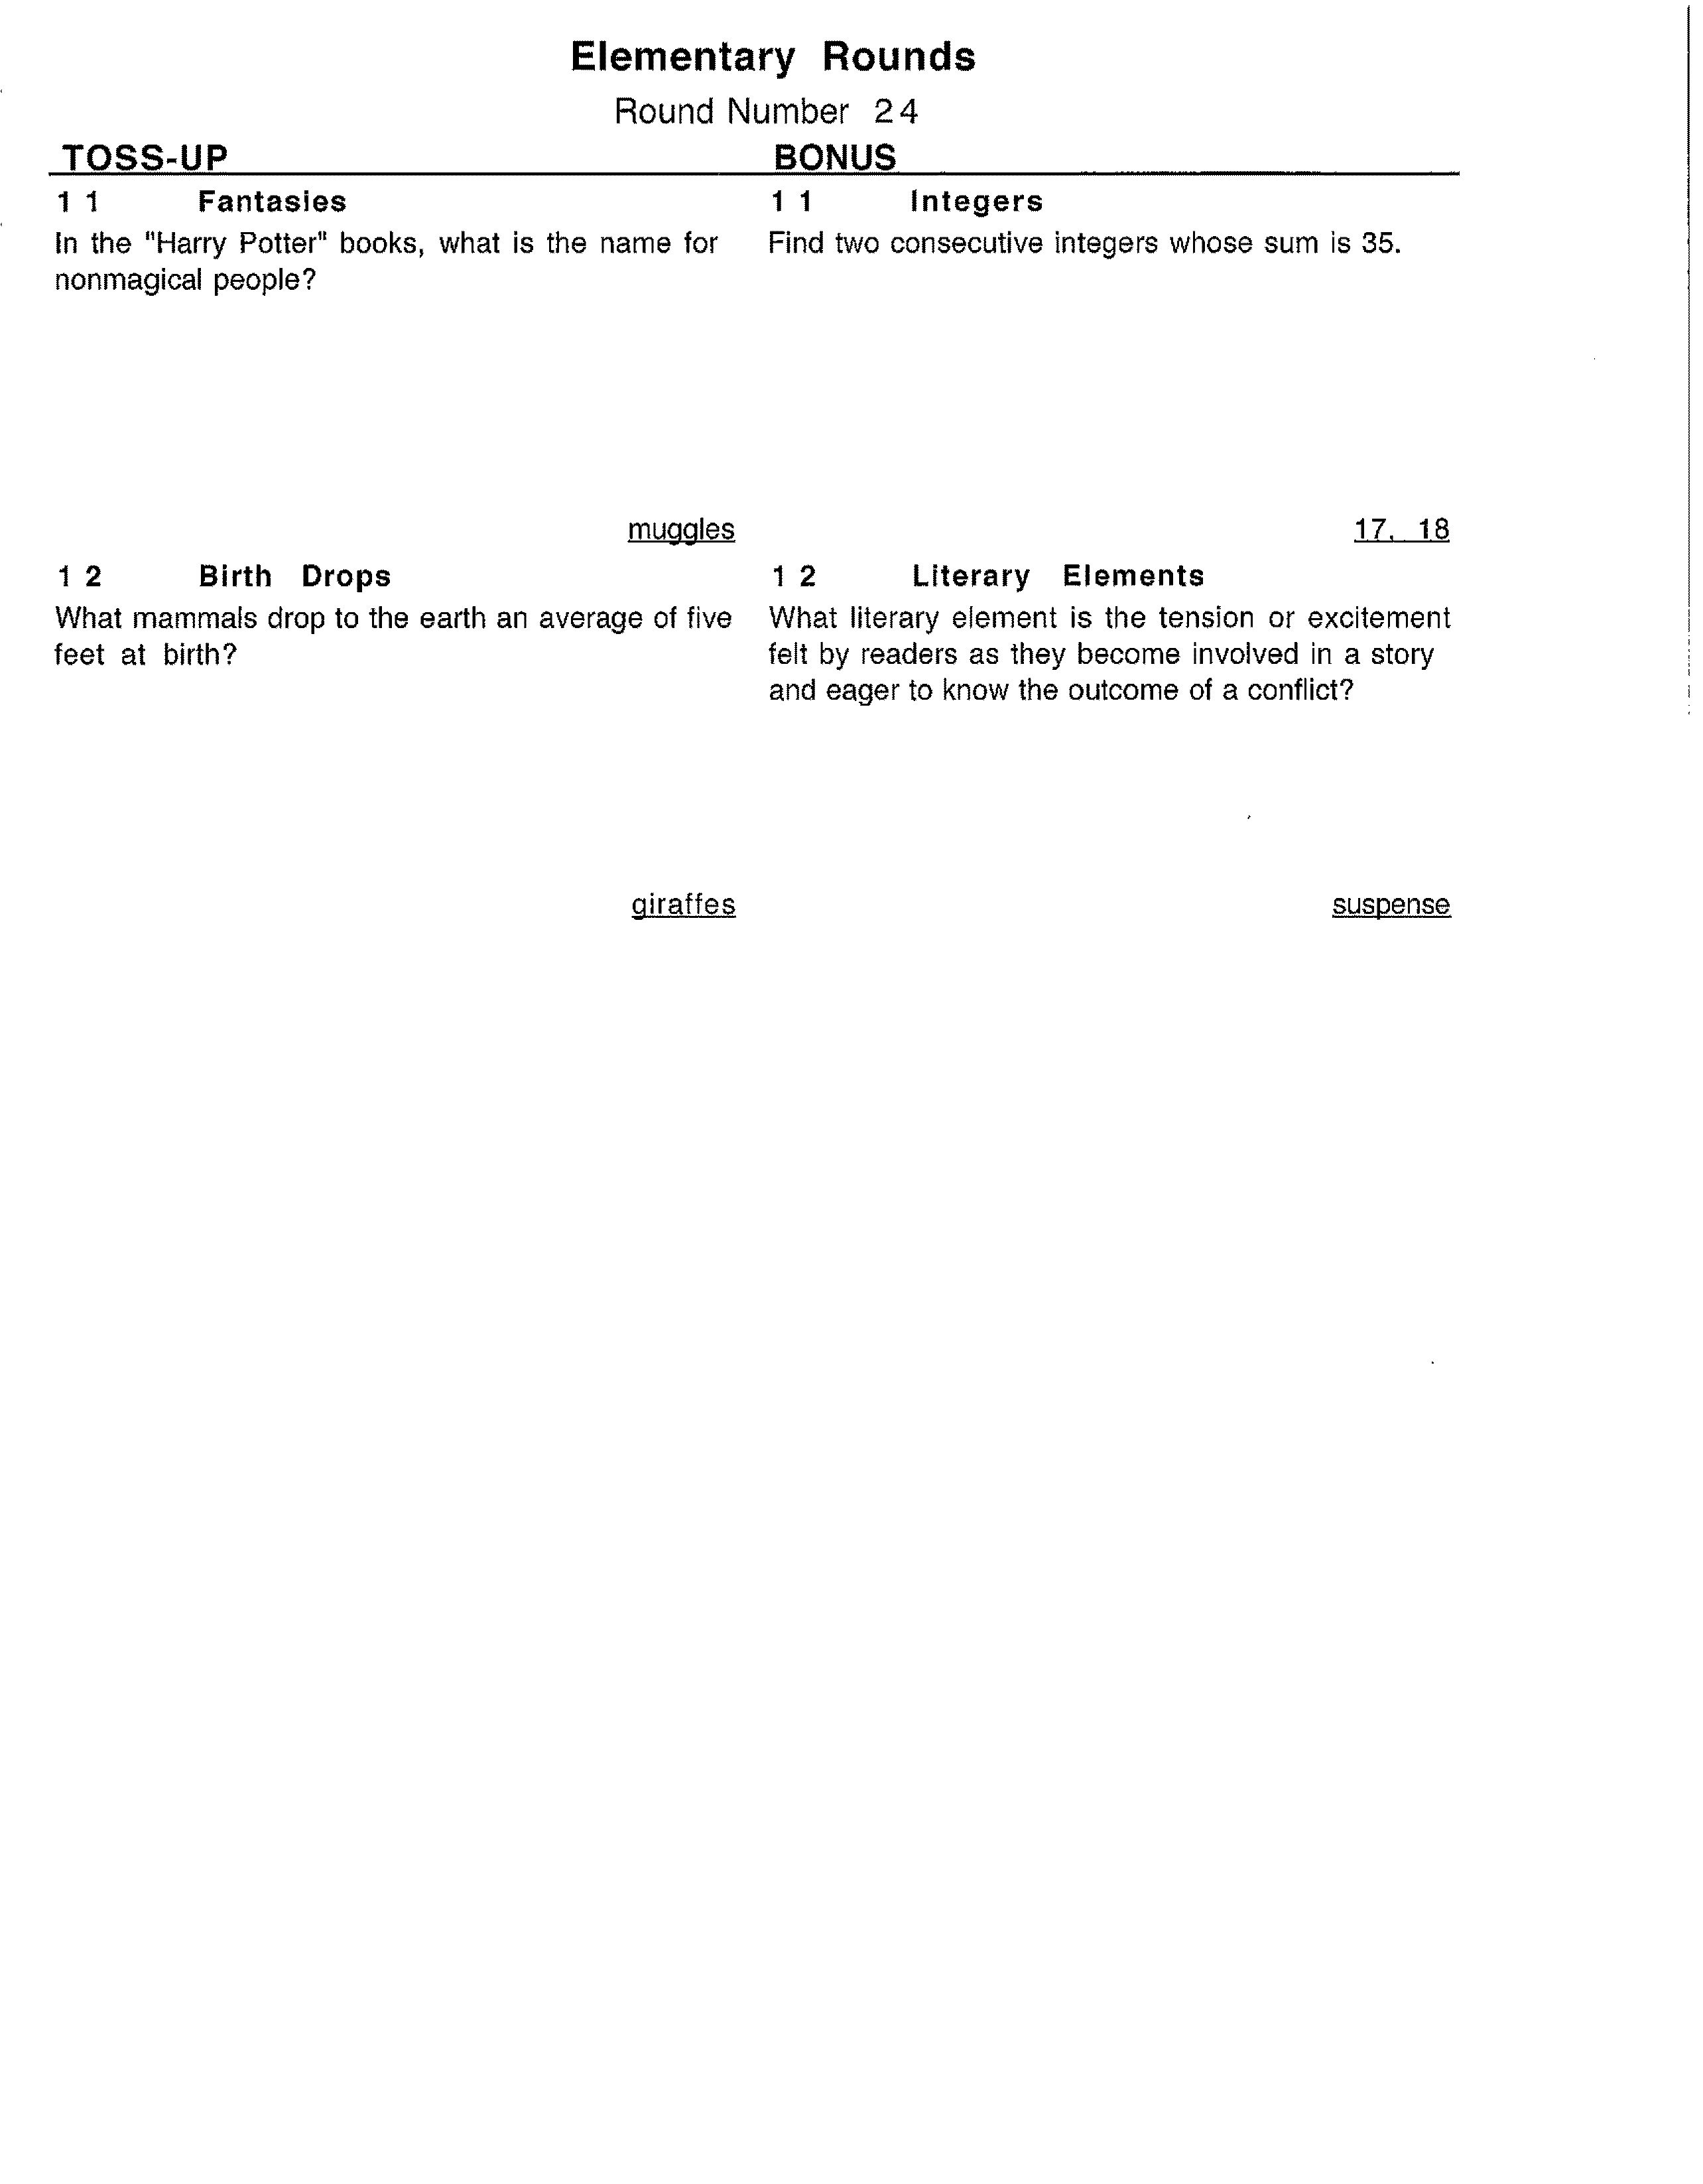 Elementary Rounds
Round Number 24
TOSS-UP
11 Fantasies
In the "Harry Potter" books, what is the name for
nonmagical people?
muggles
12 Birth Drops
What mammals drop to the earth an average of five
feet at birth?
giraffes
BONUS
11 Integers
Find two consecutive integers whose sum is 35.
17, 18
12 Literary Elements
What literary element is the tension or excitement
felt by readers as they become involved in a story
and eager to know the outcome of a conflict?
suspense